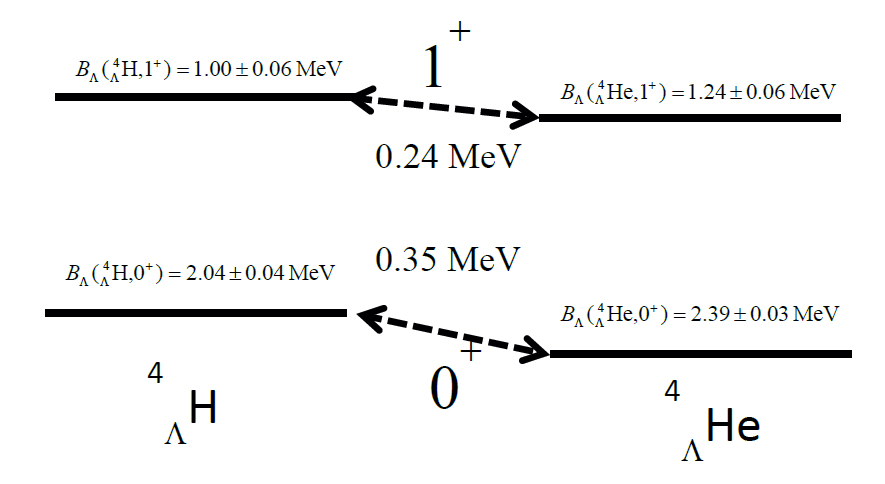 1⁺
B_Λ(⁴_ΛH,1⁺) = 1.00 ± 0.06 MeV
B_Λ(⁴_ΛHe,1⁺) = 1.24 ± 0.06 MeV
0.24 MeV
0.35 MeV
B_Λ(⁴_ΛH,0⁺) = 2.04 ± 0.04 MeV
B_Λ(⁴_ΛHe,0⁺) = 2.39 ± 0.03 MeV
0⁺
⁴_ΛH
⁴_ΛHe